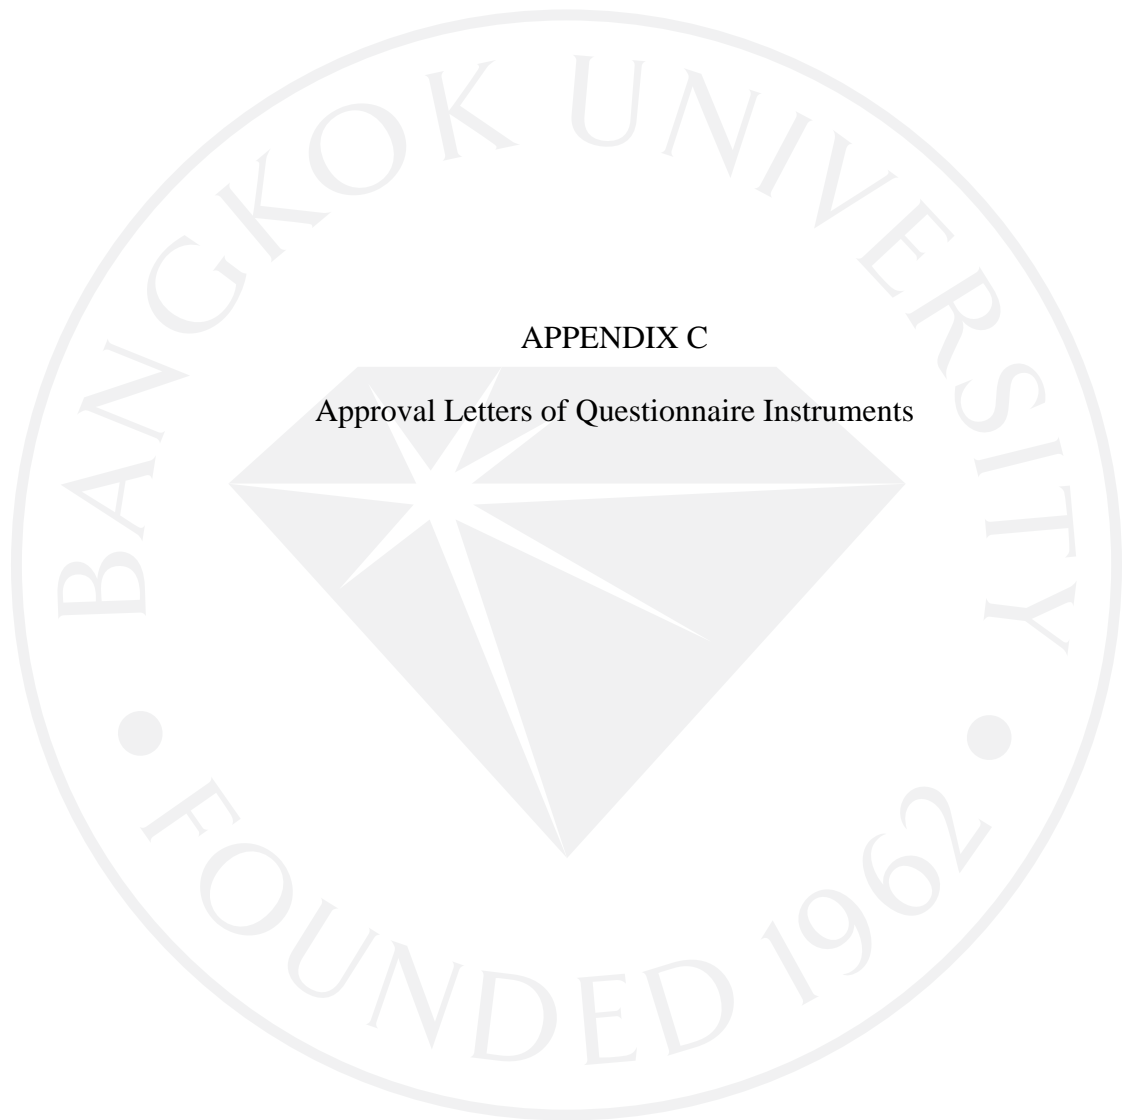 BANGKOK UNIVERSITY
APPENDIX C
Approval Letters of Questionnaire Instruments
• FOUNDED 1962 •